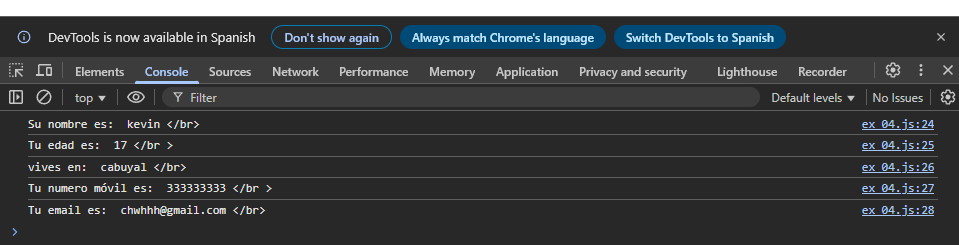 DevTools is now available in Spanish Don't show again Always match Chrome's language Switch DevTools to Spanish
Elements Console Sources Network Performance Memory Application Privacy and security Lighthouse Recorder
top Filter Default levels No Issues
Su nombre es:  kevin </br> ex 04.js:24
Tu edad es:  17 </br > ex 04.js:25
vives en:  cabuyal </br> ex 04.js:26
Tu numero móvil es:  333333333 </br > ex 04.js:27
Tu email es:  chwhhh@gmail.com </br> ex 04.js:28